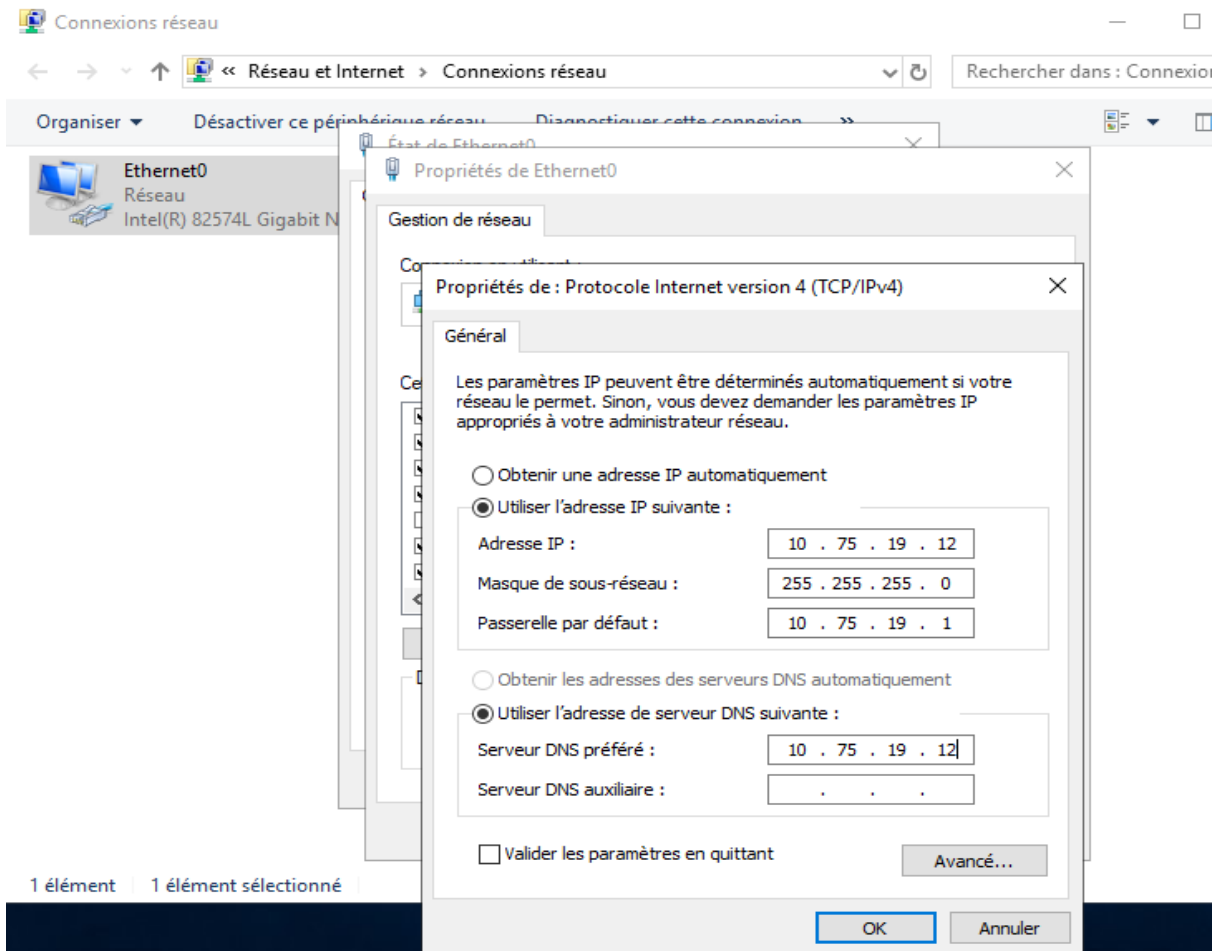 Connexions réseau
« Réseau et Internet > Connexions réseau
Rechercher dans : Connexion
Organiser
Désactiver ce périphérique réseau
Diagnostiquer cette connexion
»
Ethernet0
Réseau
Intel(R) 82574L Gigabit N
État de Ethernet0
Propriétés de Ethernet0
Gestion de réseau
Connexion en utilisant :
Ce
Propriétés de : Protocole Internet version 4 (TCP/IPv4)
Général
Les paramètres IP peuvent être déterminés automatiquement si votre
réseau le permet. Sinon, vous devez demander les paramètres IP
appropriés à votre administrateur réseau.
Obtenir une adresse IP automatiquement
Utiliser l'adresse IP suivante :
Adresse IP : 10 . 75 . 19 . 12
Masque de sous-réseau : 255 . 255 . 255 . 0
Passerelle par défaut : 10 . 75 . 19 . 1
Obtenir les adresses des serveurs DNS automatiquement
Utiliser l'adresse de serveur DNS suivante :
Serveur DNS préféré : 10 . 75 . 19 . 12
Serveur DNS auxiliaire : . . .
Valider les paramètres en quittant
Avancé...
OK
Annuler
1 élément
1 élément sélectionné